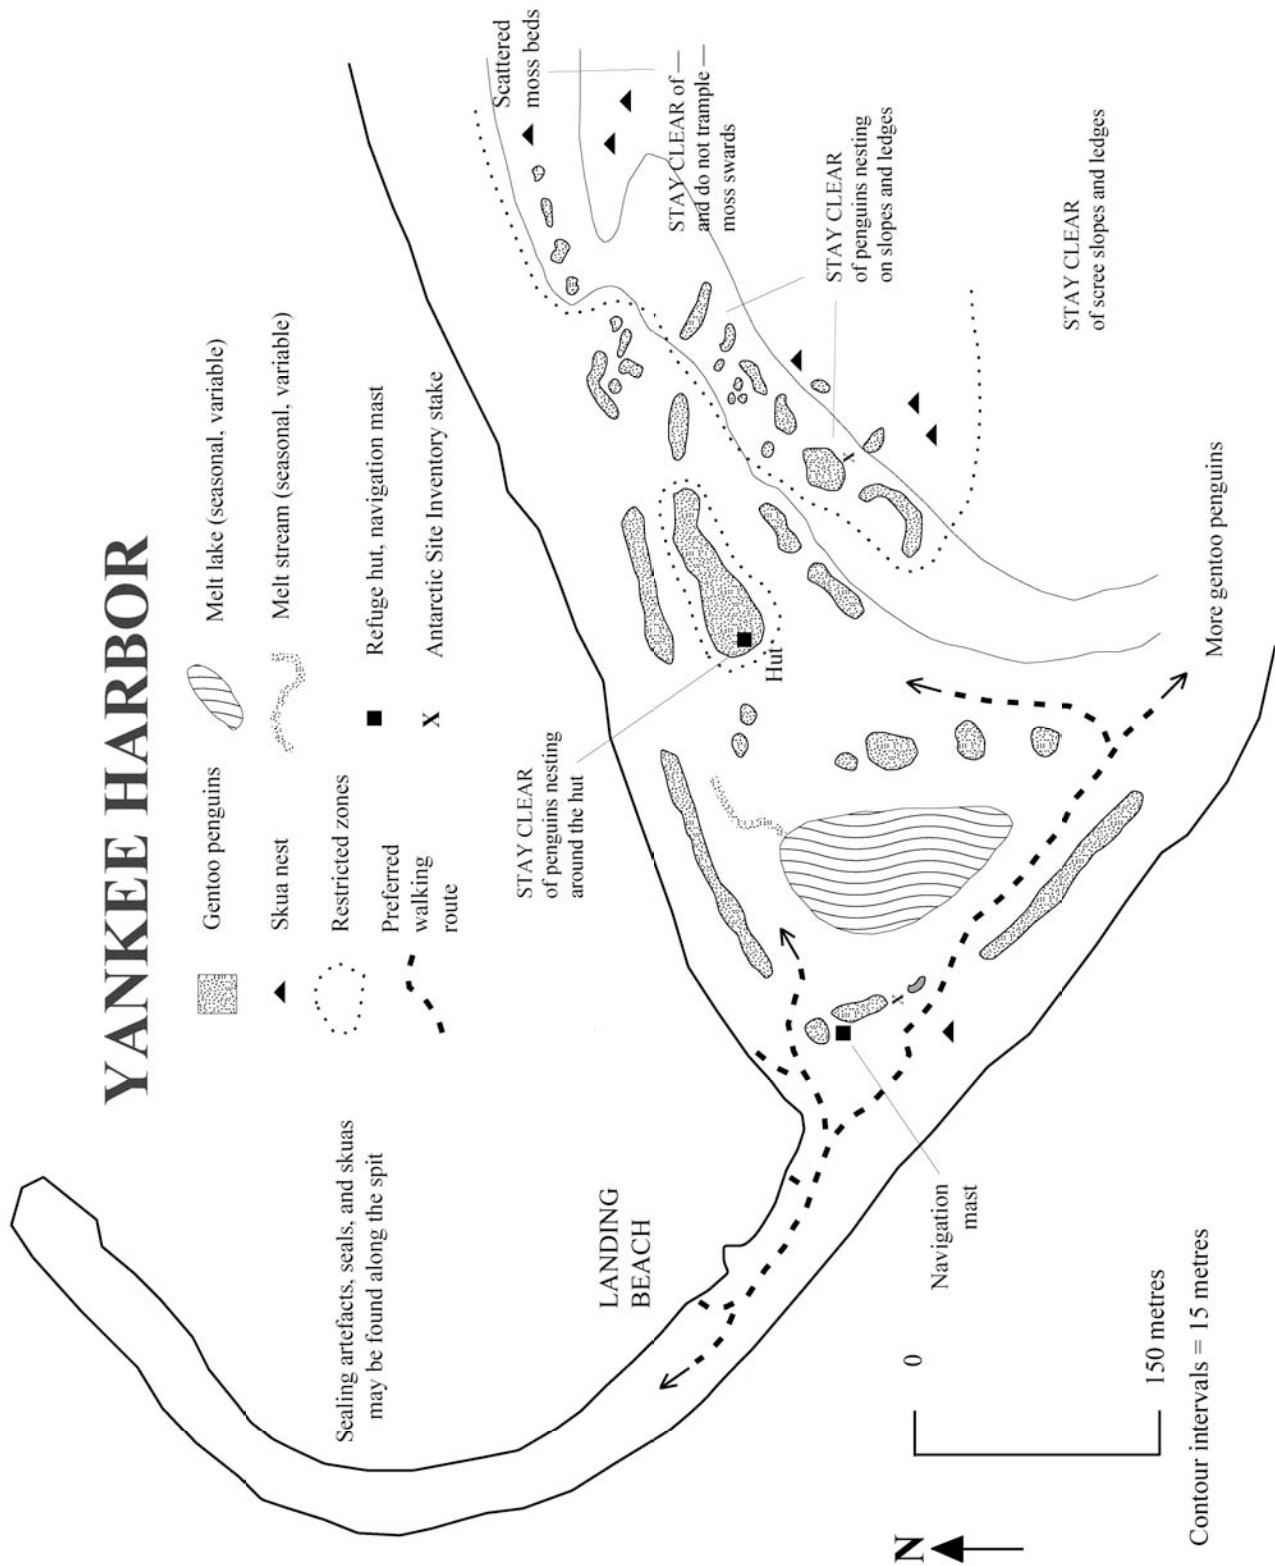 YANKEE HARBOR
Gentoo penguins
Skua nest
Restricted zones
Preferred
walking
route
Melt lake (seasonal, variable)
Melt stream (seasonal, variable)
Refuge hut, navigation mast
X Antarctic Site Inventory stake
Sealing artefacts, seals, and skuas
may be found along the spit
LANDING
BEACH
STAY CLEAR
of penguins nesting
around the hut
Hut
Scattered
moss beds
STAY CLEAR of
and do not trample
moss swards
STAY CLEAR
of penguins nesting
on slopes and ledges
STAY CLEAR
of scree slopes and ledges
X
X
Navigation
mast
More gentoo penguins
N
0
150 metres
Contour intervals = 15 metres